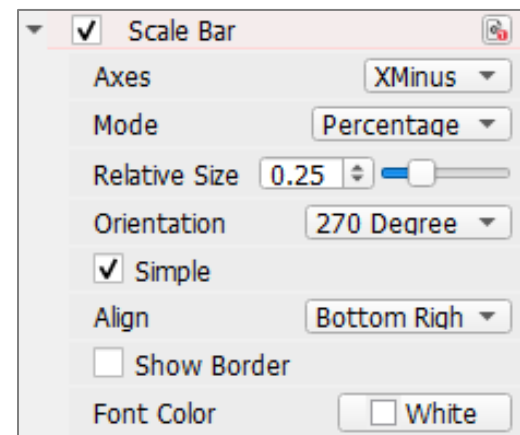 Scale Bar
Axes XMinus
Mode Percentage
Relative Size 0.25
Orientation 270 Degree
Simple
Align Bottom Righ
Show Border
Font Color White